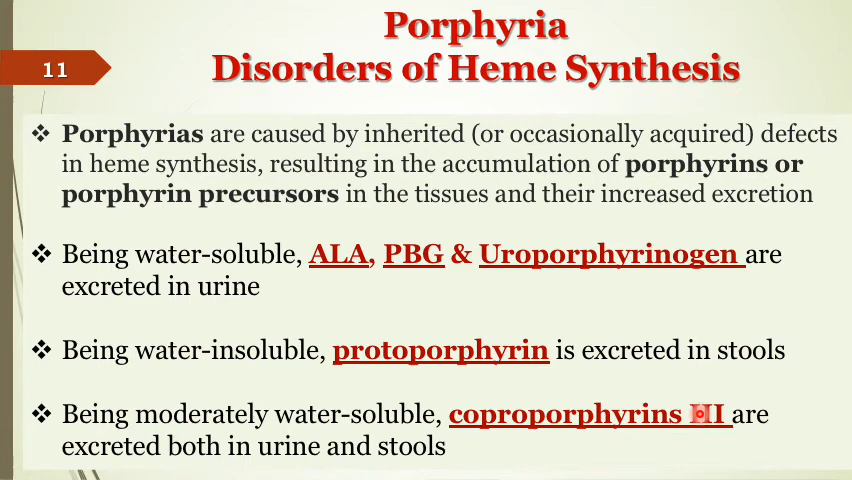 Porphyria
Disorders of Heme Synthesis
11
❖ Porphyrias are caused by inherited (or occasionally acquired) defects
in heme synthesis, resulting in the accumulation of porphyrins or
porphyrin precursors in the tissues and their increased excretion
❖ Being water-soluble, ALA, PBG & Uroporphyrinogen are
excreted in urine
❖ Being water-insoluble, protoporphyrin is excreted in stools
❖ Being moderately water-soluble, coproporphyrins are
excreted both in urine and stools